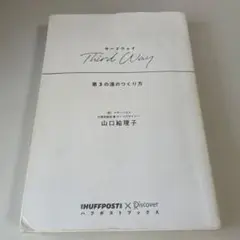 サードウェイ
Third Way
第3の道のつくり方
山口絵理子
HUFFPOST × Discover
ハフポストブックス